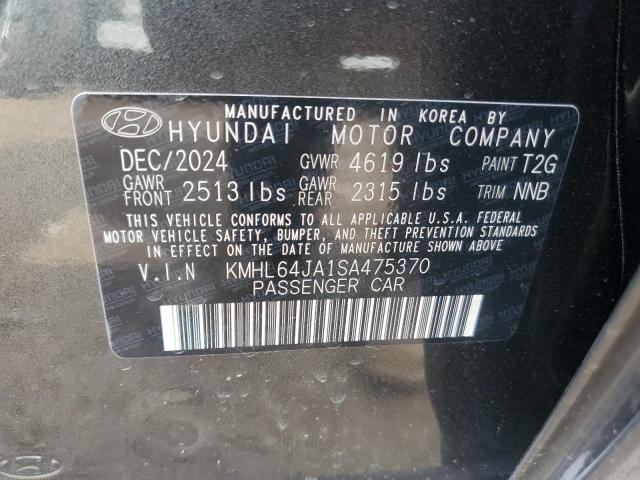 MANUFACTURED IN KOREA BY
HYUNDAI MOTOR COMPANY
DEC/2024 GVWR 4619 lbs PAINT T2G
GAWR FRONT 2513 lbs GAWR REAR 2315 lbs TRIM NNB
THIS VEHICLE CONFORMS TO ALL APPLICABLE U.S.A. FEDERAL
MOTOR VEHICLE SAFETY, BUMPER, AND THEFT PREVENTION STANDARDS
IN EFFECT ON THE DATE OF MANUFACTURE SHOWN ABOVE.
V.I.N KMHL64JA1SA475370
PASSENGER CAR